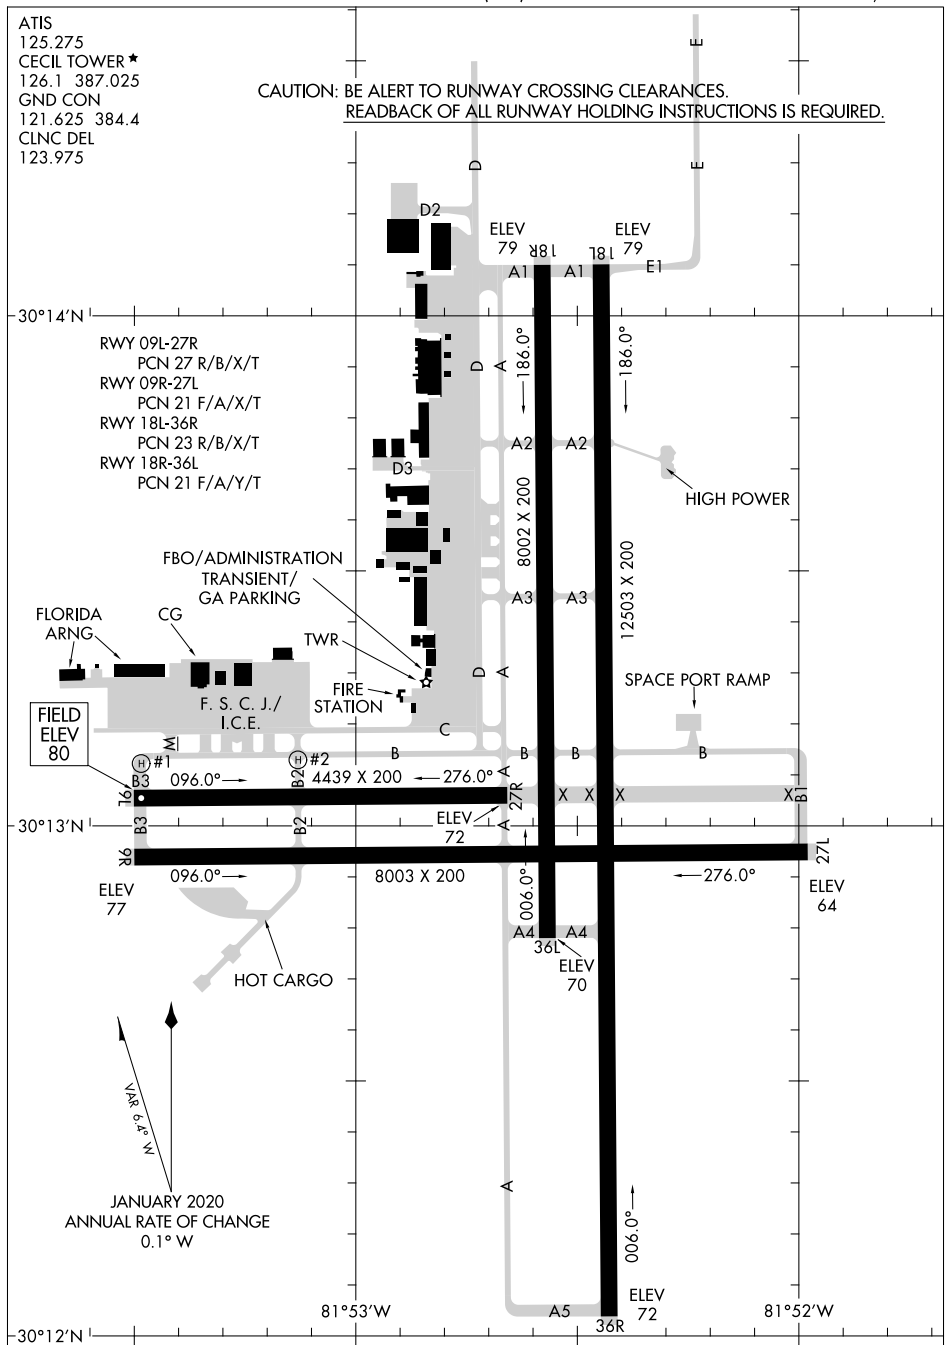 ATIS
125.275
CECIL TOWER ★
126.1 387.025
GND CON
121.625 384.4
CLNC DEL
123.975
CAUTION: BE ALERT TO RUNWAY CROSSING CLEARANCES.
READBACK OF ALL RUNWAY HOLDING INSTRUCTIONS IS REQUIRED.
E
D
E
D2
ELEV
79
18R
18L
ELEV
79
A1
A1
E1
30°14'N
RWY 09L-27R
PCN 27 R/B/X/T
RWY 09R-27L
PCN 21 F/A/X/T
RWY 18L-36R
PCN 23 R/B/X/T
RWY 18R-36L
PCN 21 F/A/Y/T
186.0°
186.0°
D
A
A2
A2
D3
HIGH POWER
8002 X 200
12503 X 200
FBO/ADMINISTRATION
TRANSIENT/
GA PARKING
A3
A3
FLORIDA
ARNG
CG
TWR
FIRE
STATION
F. S. C. J./
I.C.E.
D
A
SPACE PORT RAMP
FIELD
ELEV
80
C
W
B
B
B
B
H #1
H #2
B3
096.0°
B2
4439 X 200
276.0°
A
9L
27R
X
X
X
X
B1
ELEV
72
30°13'N
B3
B2
A
9R
27L
096.0°
8003 X 200
276.0°
ELEV
77
ELEV
64
006.0°
A4
A4
36L
ELEV
70
HOT CARGO
VAR 6.4° W
JANUARY 2020
ANNUAL RATE OF CHANGE
0.1° W
A
006.0°
81°53'W
A5
ELEV
72
36R
81°52'W
30°12'N